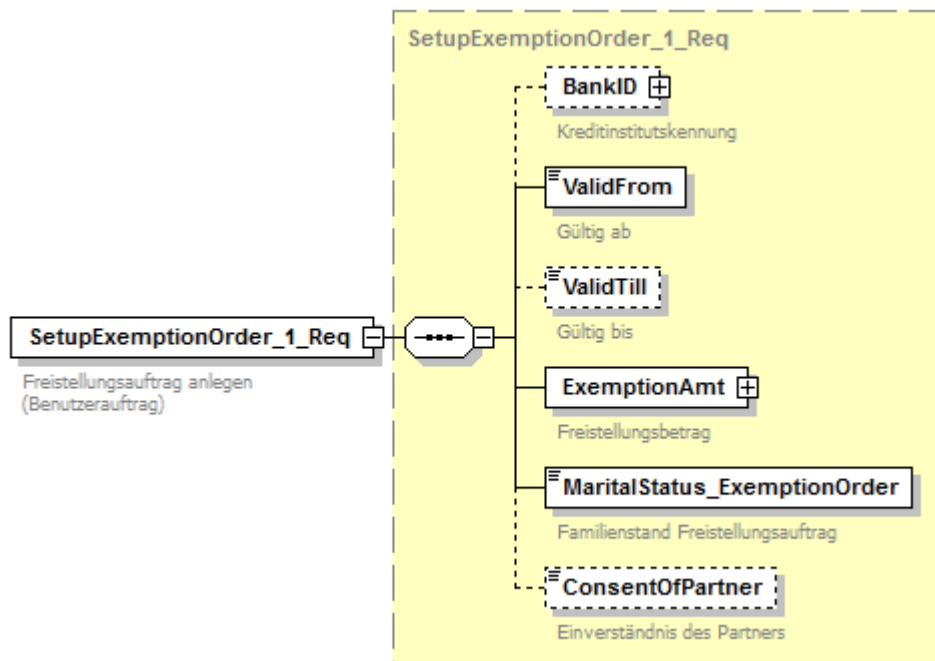 SetupExemptionOrder_1_Req
BankID
Kreditinstitutskennung
ValidFrom
Gültig ab
ValidTill
Gültig bis
SetupExemptionOrder_1_Req
Freistellungsauftrag anlegen
(Benutzerauftrag)
ExemptionAmt
Freistellungsbetrag
MaritalStatus_ExemptionOrder
Familienstand Freistellungsauftrag
ConsentOfPartner
Einverständnis des Partners